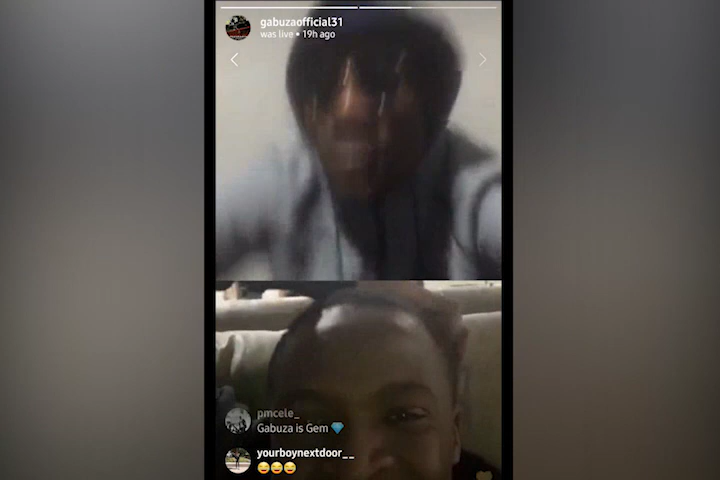 gabuzaofficial31
was live • 19h ago
pmcele_
Gabuza is Gem 💎
yourboynextdoor__
😂😂😂